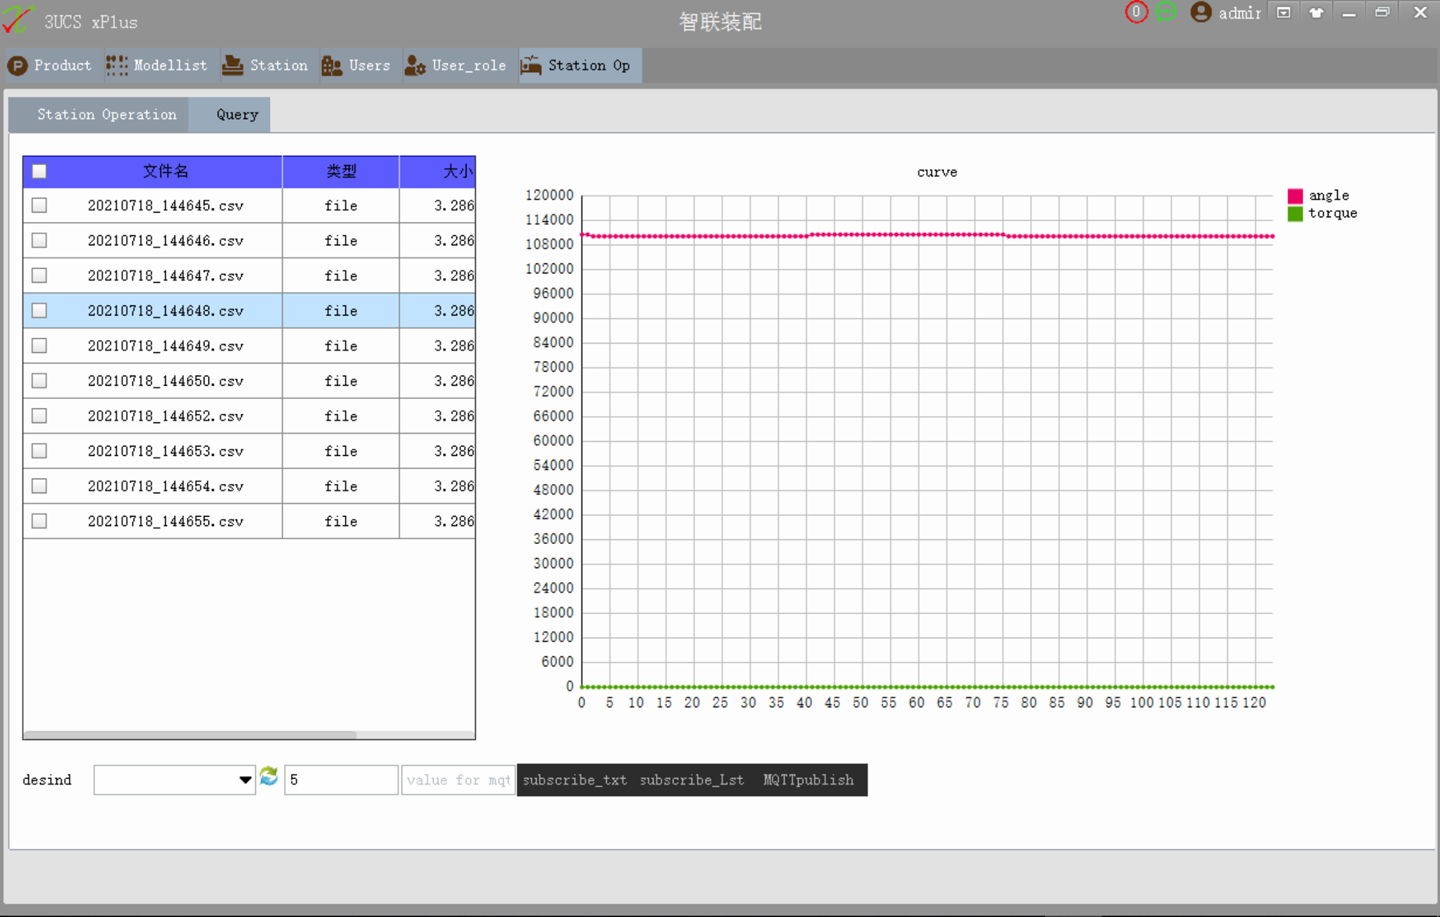 3UCS xPlus
智联装配
0
admir
P Product
Modellist
Station
Users
User_role
Station Op
Station Operation
Query
文件名 类型 大小
20210718_144645.csv file 3.286
20210718_144646.csv file 3.286
20210718_144647.csv file 3.286
20210718_144648.csv file 3.286
20210718_144649.csv file 3.286
20210718_144650.csv file 3.286
20210718_144652.csv file 3.286
20210718_144653.csv file 3.286
20210718_144654.csv file 3.286
20210718_144655.csv file 3.286
curve
angle
torque
120000
114000
108000
102000
96000
90000
84000
78000
72000
66000
60000
54000
48000
42000
36000
30000
24000
18000
12000
6000
0
0 5 10 15 20 25 30 35 40 45 50 55 60 65 70 75 80 85 90 95 100 105 110 115 120
desind
5
value for mqt
subscribe_txt subscribe_Lst MQTTpublish